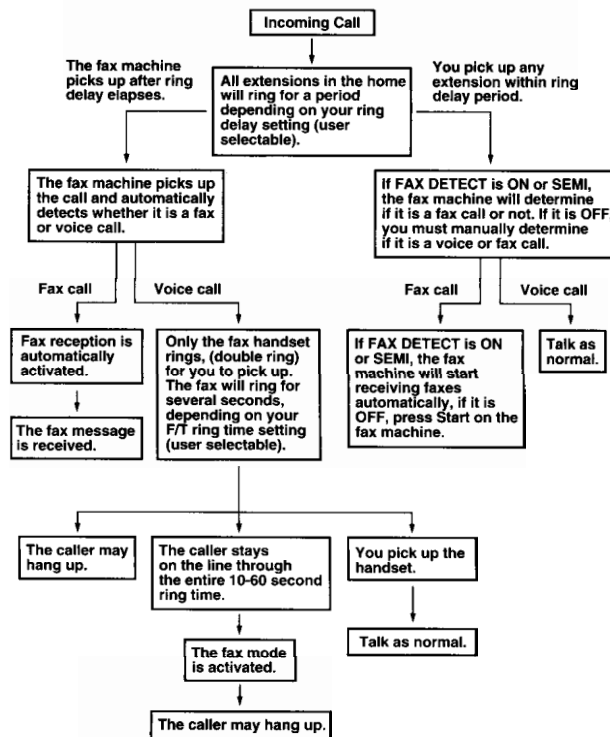 Incoming Call
The fax machine
picks up after ring
delay elapses.
All extensions in the home
will ring for a period
depending on your ring
delay setting (user
selectable).
You pick up any
extension within ring
delay period.
The fax machine picks up
the call and automatically
detects whether it is a fax
or voice call.
If FAX DETECT is ON or SEMI,
the fax machine will determine
if it is a fax call or not. If it is OFF,
you must manually determine
if it is a voice or fax call.
Fax call
Voice call
Fax call
Voice call
Fax reception is
automatically
activated.
The fax message
is received.
Only the fax handset
rings, (double ring)
for you to pick up.
The fax will ring for
several seconds,
depending on your
F/T ring time setting
(user selectable).
If FAX DETECT is ON
or SEMI, the fax
machine will start
receiving faxes
automatically, if it is
OFF, press Start on the
fax machine.
Talk as
normal.
The caller may
hang up.
The caller stays
on the line through
the entire 10-60 second
ring time.
You pick up the
handset.
The fax mode
is activated.
Talk as normal.
The caller may hang up.